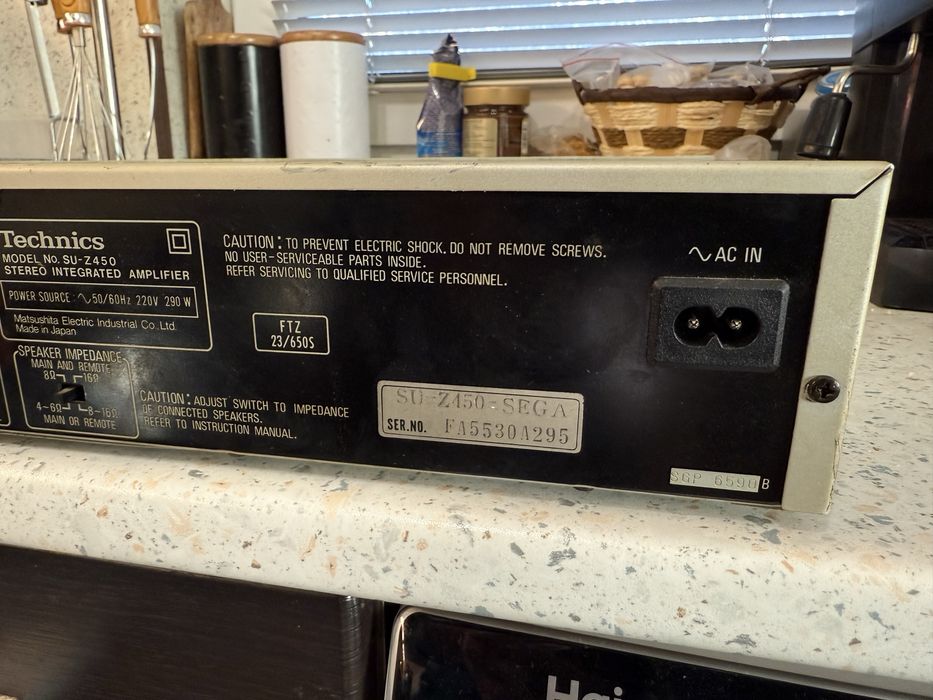 Technics
MODEL NO. SU-Z450
STEREO INTEGRATED AMPLIFIER
POWER SOURCE : ∿50/60Hz 220V 290 W
Matsushita Electric Industrial Co., Ltd.
Made in Japan
SPEAKER IMPEDANCE
MAIN AND REMOTE
8Ω 16Ω
4-6Ω 8-16Ω
MAIN OR REMOTE
CAUTION : TO PREVENT ELECTRIC SHOCK. DO NOT REMOVE SCREWS.
NO USER-SERVICEABLE PARTS INSIDE.
REFER SERVICING TO QUALIFIED SERVICE PERSONNEL.
FTZ
23/650S
CAUTION : ADJUST SWITCH TO IMPEDANCE
OF CONNECTED SPEAKERS.
REFER TO INSTRUCTION MANUAL.
SU-Z450-SEGA
SER.NO. FA5530A295
∿ AC IN
SGP 6590B